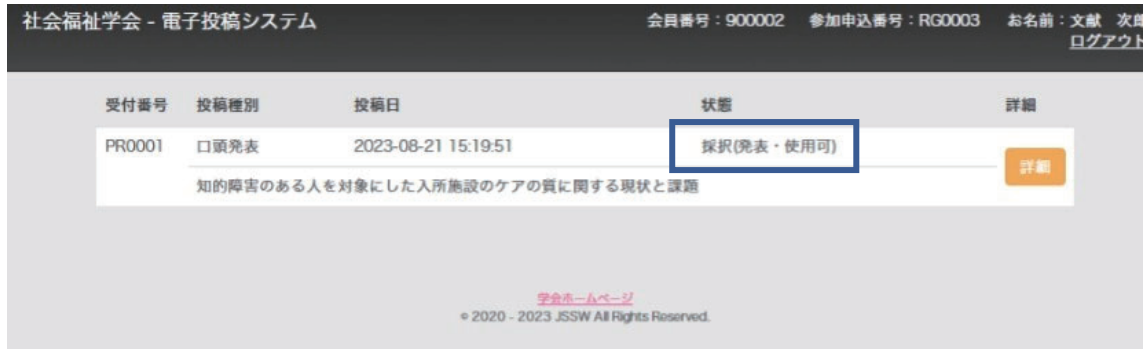 社会福祉学会 - 電子投稿システム
会員番号：900002 参加申込番号：RG0003 お名前：文献 次郎
ログアウト
受付番号 投稿種別 投稿日 状態 詳細
PR0001 口頭発表 2023-08-21 15:19:51 採択(発表・使用可) 詳細
知的障害のある人を対象にした入所施設のケアの質に関する現状と課題
学会ホームページ
© 2020 - 2023 JSSW All Rights Reserved.